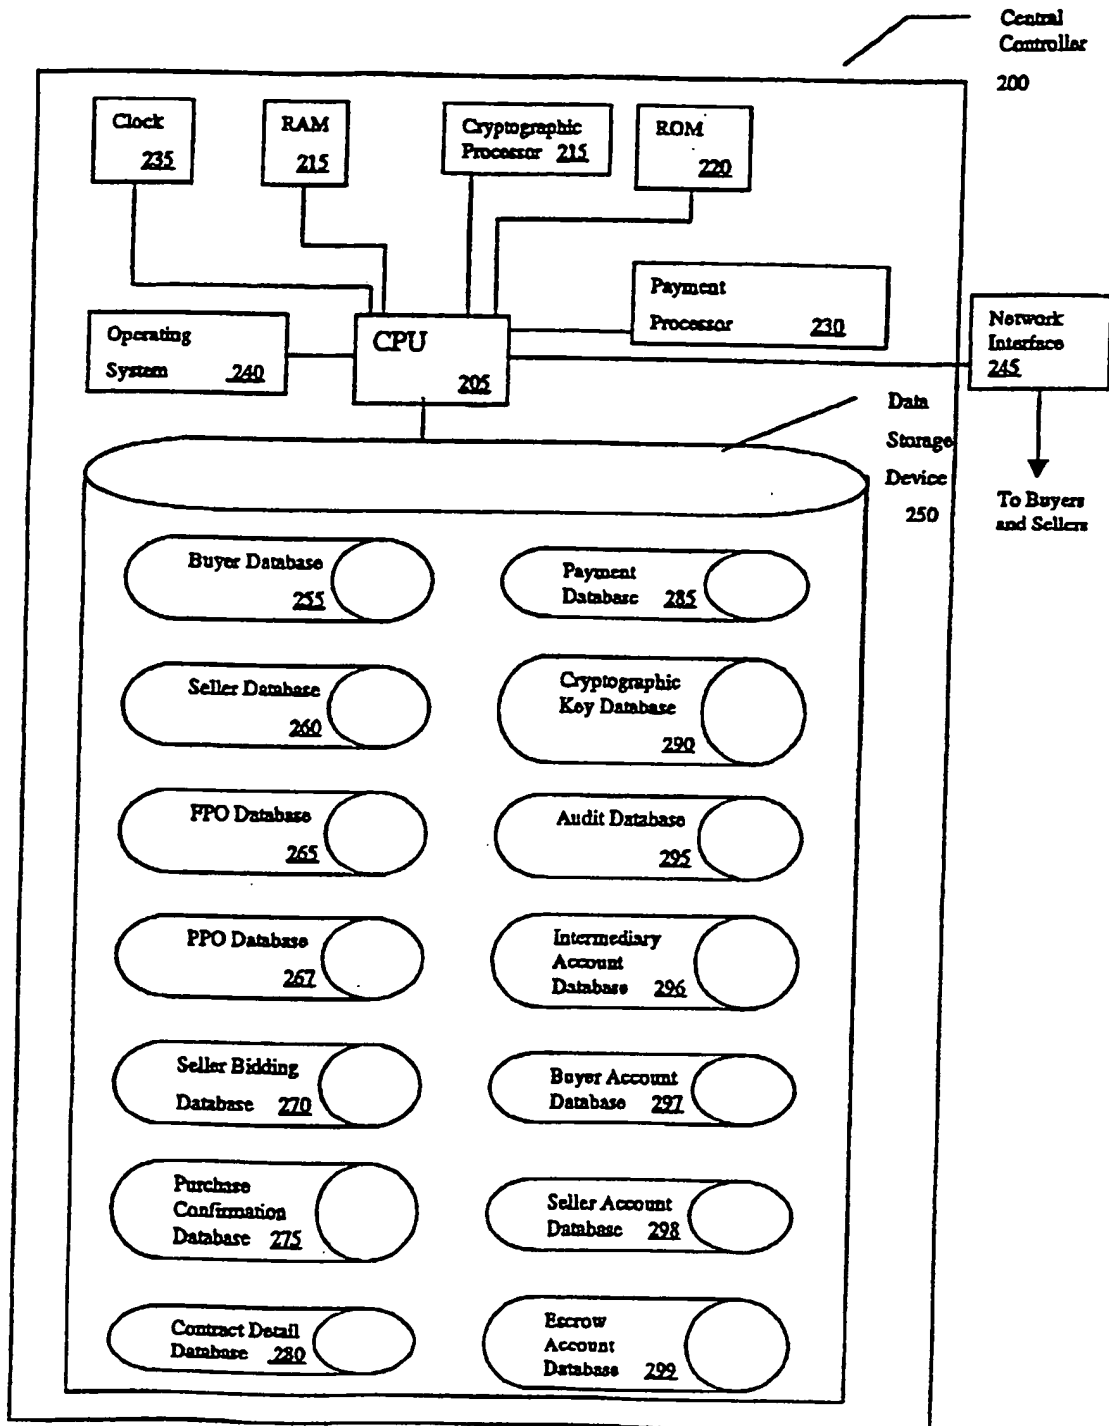 Central
Controller
200
Clock
235
RAM
215
Cryptographic
Processor 215
ROM
220
Payment
Processor 230
Operating
System 240
CPU
205
Network
Interface
245
Data
Storage
Device
250
To Buyers
and Sellers
Buyer Database
255
Payment
Database 285
Seller Database
260
Cryptographic
Key Database
290
FPO Database
265
Audit Database
295
PPO Database
267
Intermediary
Account
Database 296
Seller Bidding
Database 270
Buyer Account
Database 297
Purchase
Confirmation
Database 275
Seller Account
Database 298
Contract Detail
Database 280
Escrow
Account
Database 299